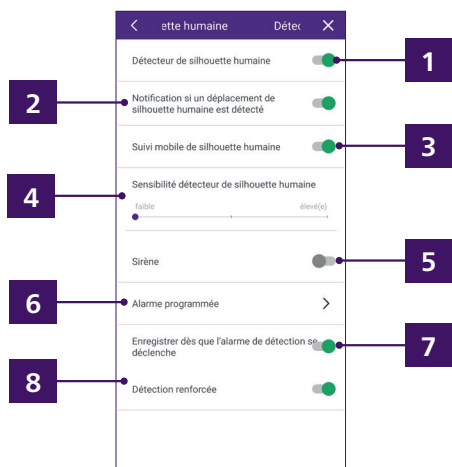 ette humaine Détec
Détecteur de silhouette humaine
1
2
Notification si un déplacement de
silhouette humaine est détecté
Suivi mobile de silhouette humaine
3
4
Sensibilité détecteur de silhouette humaine
faible élevé(e)
Sirène
5
6
Alarme programmée
Enregistrer dès que l'alarme de détection se
déclenche
7
8
Détection renforcée